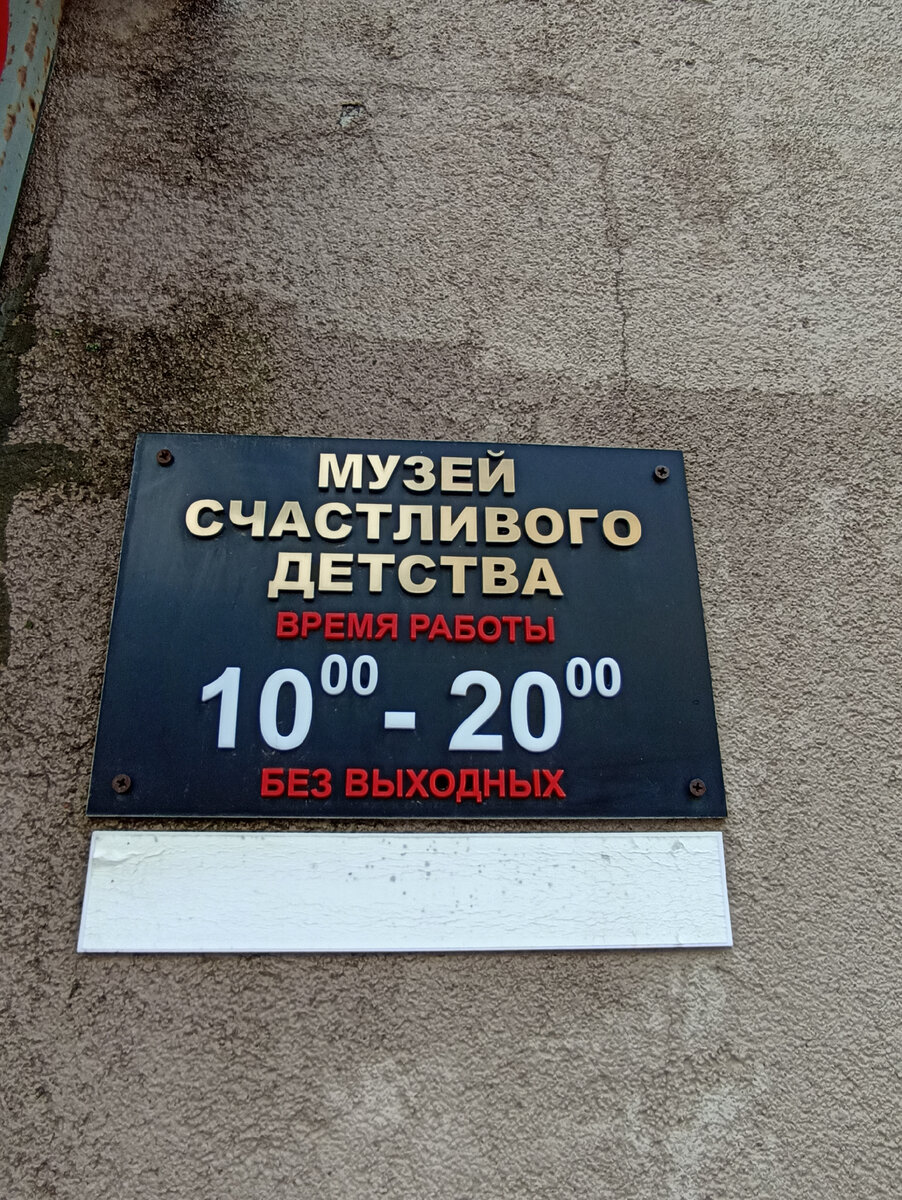 МУЗЕЙ
СЧАСТЛИВОГО
ДЕТСТВА
ВРЕМЯ РАБОТЫ
10⁰⁰ - 20⁰⁰
БЕЗ ВЫХОДНЫХ